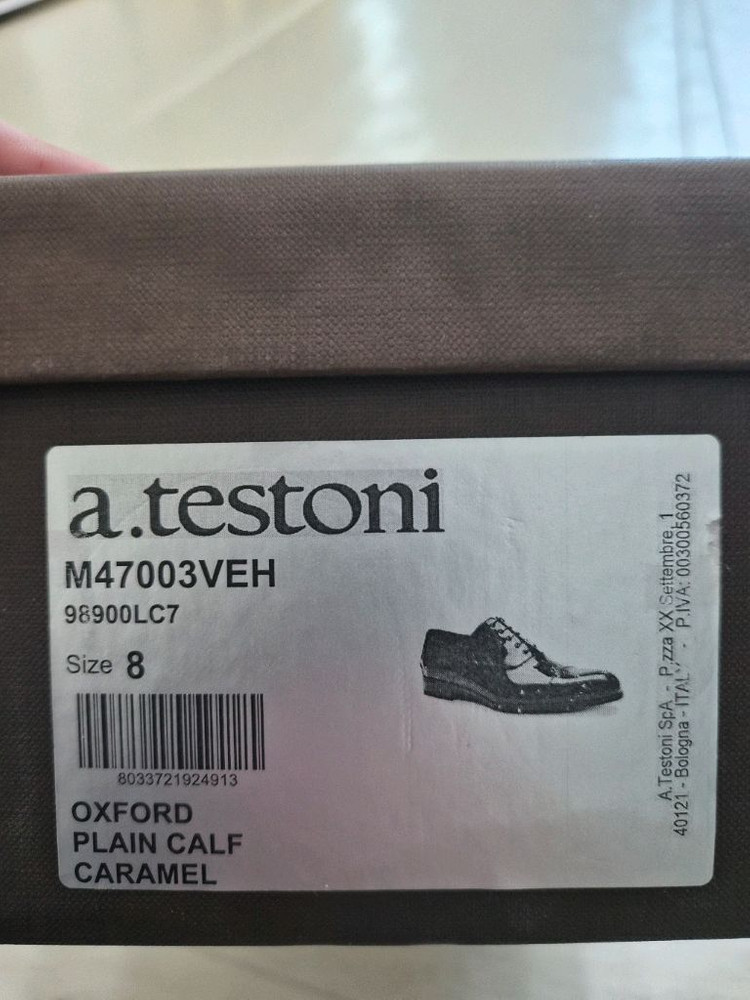 a.testoni
M47003VEH
98900LC7
Size 8
8033721924913
OXFORD
PLAIN CALF
CARAMEL
A.Testoni SpA - P.zza XX Settembre, 1
40121 - Bologna - ITALY - P.IVA: 00300560372